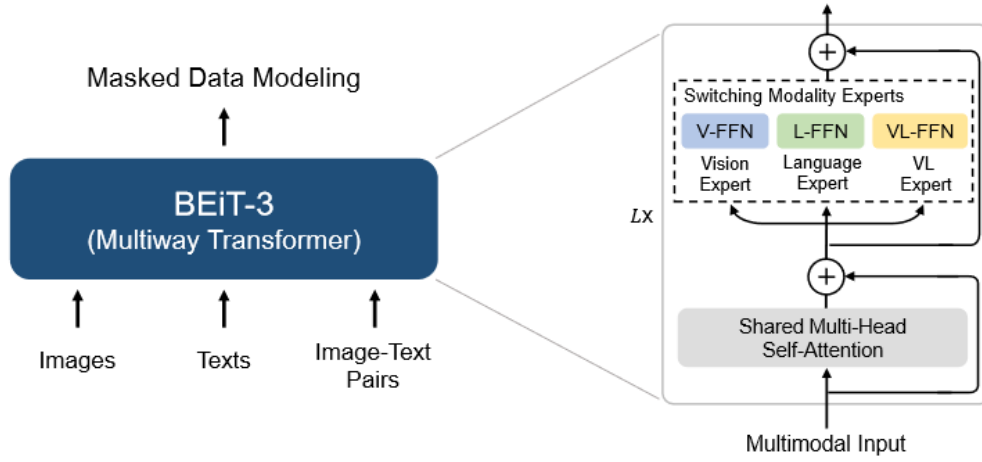 Masked Data Modeling
BEiT-3
(Multiway Transformer)
Images
Texts
Image-Text
Pairs
Lx
Switching Modality Experts
V-FFN
L-FFN
VL-FFN
Vision
Expert
Language
Expert
VL
Expert
Shared Multi-Head
Self-Attention
Multimodal Input